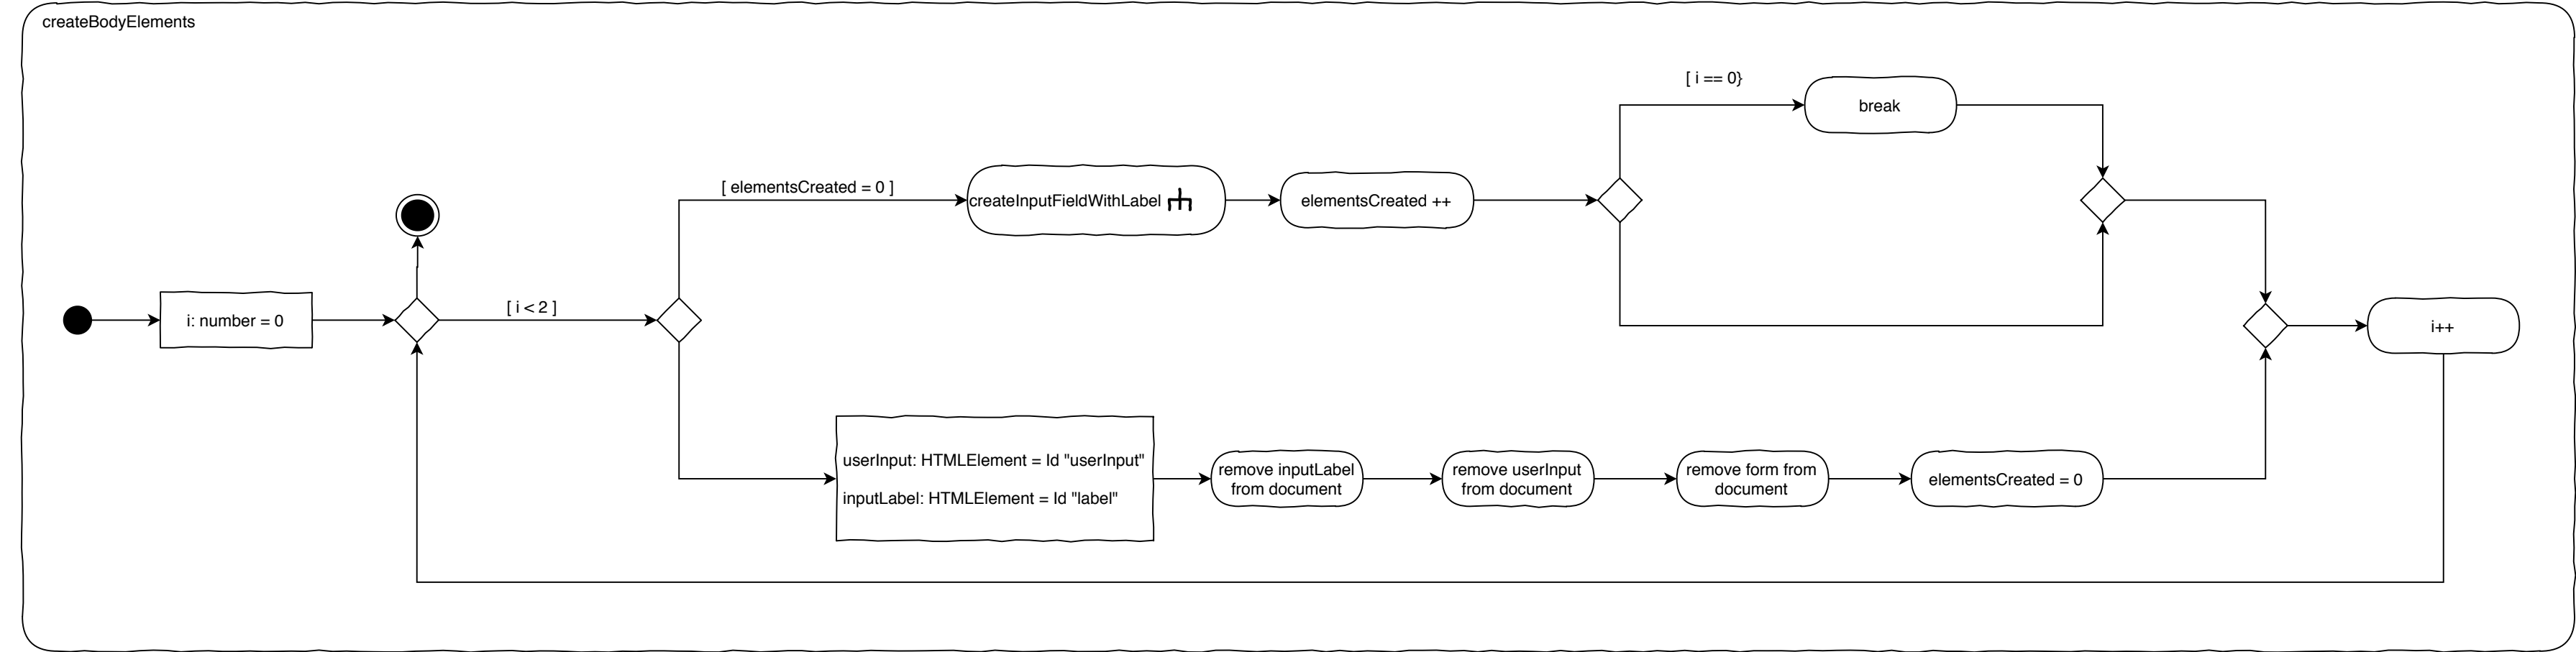 createBodyElements
[ i == 0}
break
[ elementsCreated = 0 ]
createInputFieldWithLabel
elementsCreated ++
i: number = 0
[ i < 2 ]
i++
userInput: HTMLElement = Id "userInput"
inputLabel: HTMLElement = Id "label"
remove inputLabel
from document
remove userInput
from document
remove form from
document
elementsCreated = 0